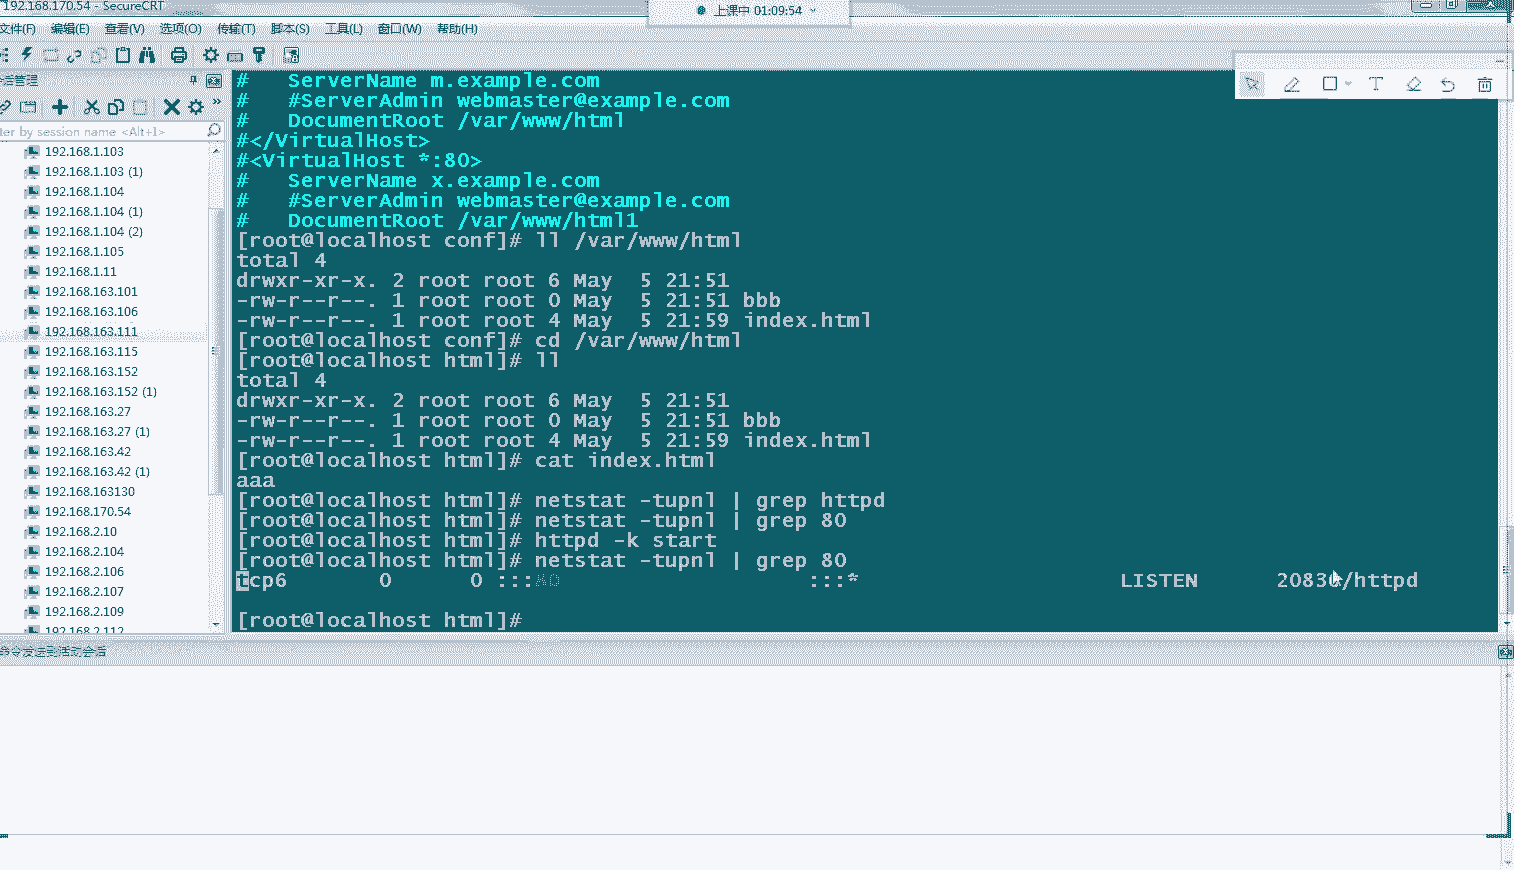 192.168.170.54 - SecureCRT
上课中 01:09:54
文件(F) 编辑(E) 查看(V) 选项(O) 传输(T) 脚本(S) 工具(L) 窗口(W) 帮助(H)
话管理
ter by session name <Alt+I>
192.168.1.103
192.168.1.103 (1)
192.168.1.104
192.168.1.104 (1)
192.168.1.104 (2)
192.168.1.105
192.168.1.11
192.168.163.101
192.168.163.106
192.168.163.111
192.168.163.115
192.168.163.152
192.168.163.152 (1)
192.168.163.27
192.168.163.27 (1)
192.168.163.42
192.168.163.42 (1)
192.168.163130
192.168.170.54
192.168.2.10
192.168.2.104
192.168.2.106
192.168.2.107
192.168.2.109
192.168.2.112
#   ServerName m.example.com
#   #ServerAdmin webmaster@example.com
#   DocumentRoot /var/www/html
#</VirtualHost>
#<VirtualHost *:80>
#   ServerName x.example.com
#   #ServerAdmin webmaster@example.com
#   DocumentRoot /var/www/html1
[root@localhost conf]# ll /var/www/html
total 4
drwxr-xr-x. 2 root root 6 May  5 21:51
-rw-r--r--. 1 root root 0 May  5 21:51 bbb
-rw-r--r--. 1 root root 4 May  5 21:59 index.html
[root@localhost conf]# cd /var/www/html
[root@localhost html]# ll
total 4
drwxr-xr-x. 2 root root 6 May  5 21:51
-rw-r--r--. 1 root root 0 May  5 21:51 bbb
-rw-r--r--. 1 root root 4 May  5 21:59 index.html
[root@localhost html]# cat index.html
aaa
[root@localhost html]# netstat -tupnl | grep httpd
[root@localhost html]# netstat -tupnl | grep 80
[root@localhost html]# httpd -k start
[root@localhost html]# netstat -tupnl | grep 80
tcp6       0      0 :::80                   :::*                    LISTEN      20830/httpd
[root@localhost html]#
命令发送到活动会话